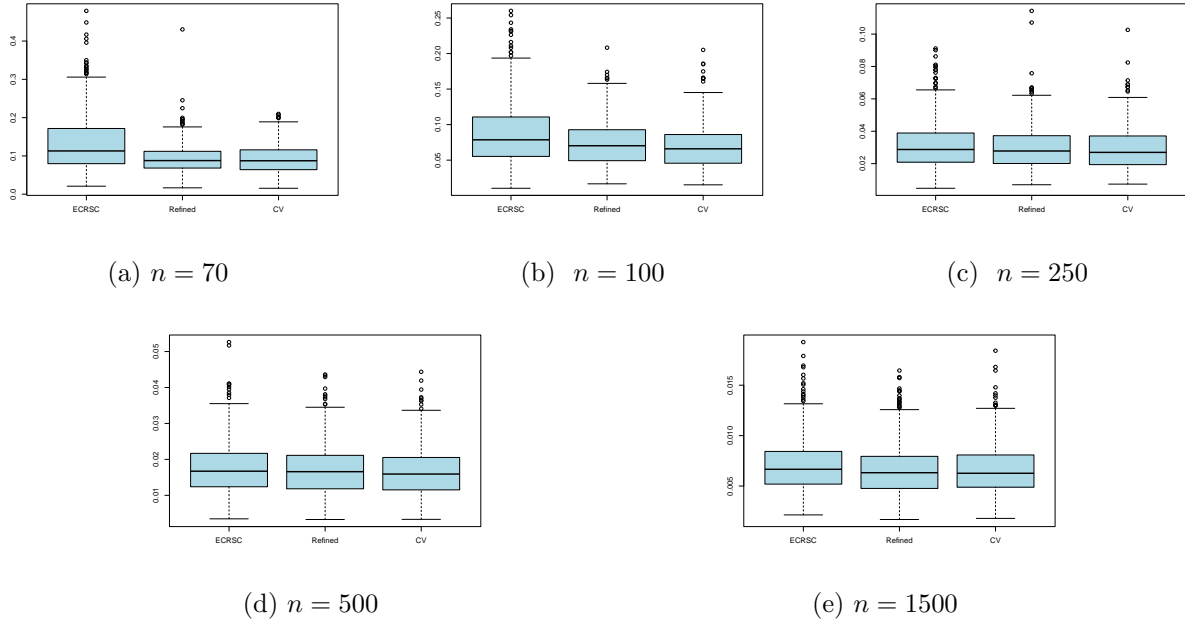 0.4
0.3
0.2
0.1
0.0
ECRSC Refined CV
(a) n = 70
0.25
0.20
0.15
0.10
0.05
ECRSC Refined CV
(b) n = 100
0.10
0.08
0.06
0.04
0.02
ECRSC Refined CV
(c) n = 250
0.05
0.04
0.03
0.02
0.01
ECRSC Refined CV
(d) n = 500
0.015
0.010
0.005
ECRSC Refined CV
(e) n = 1500